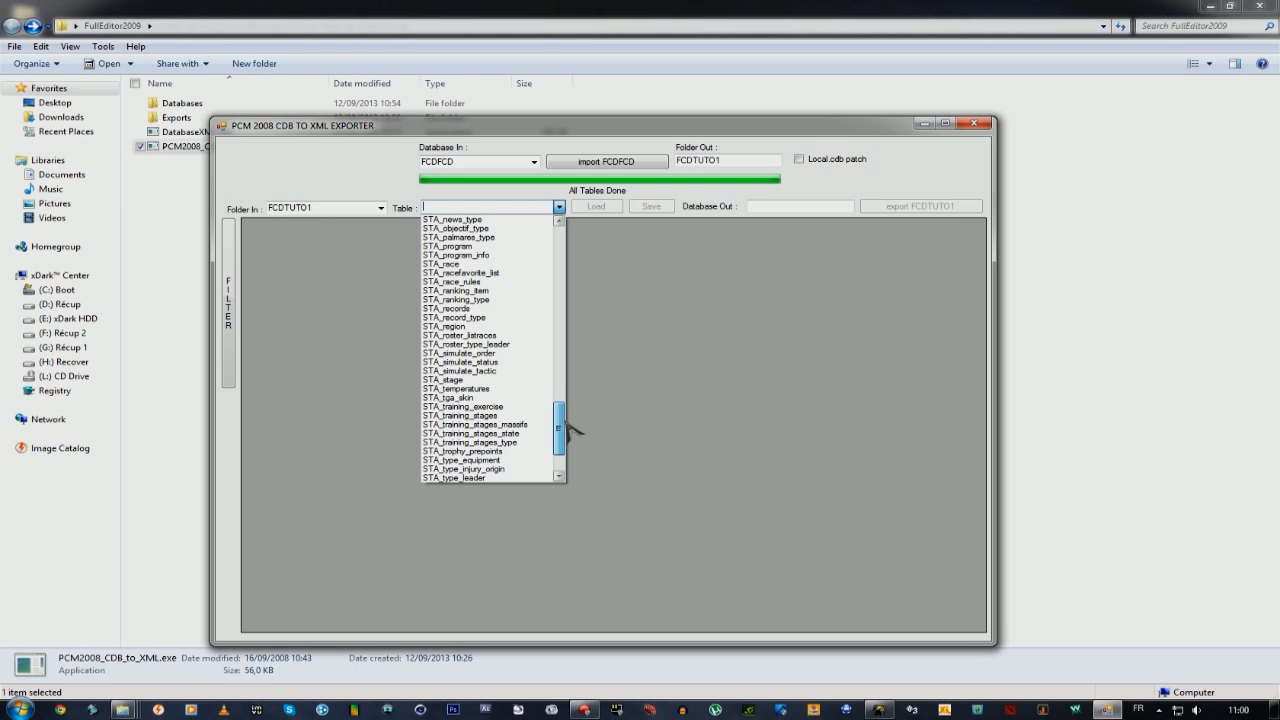 FullEditor2009
Search FullEditor2009
File Edit View Tools Help
Organize Open Share with New folder
Favorites
Desktop
Downloads
Recent Places
Libraries
Documents
Music
Pictures
Videos
Homegroup
xDark™ Center
(C:) Boot
(D:) Récup
(E:) xDark HDD
(F:) Récup 2
(G:) Récup 1
(H:) Recover
(L:) CD Drive
Registry
Network
Image Catalog
Name Date modified Type Size
Databases 12/09/2013 10:54 File folder
Exports
DatabaseXM
PCM2008_C
PCM 2008 CDB TO XML EXPORTER
Database In : Folder Out :
FCDFCD import FCDFCD FCDTUTO1 Local.cdb patch
All Tables Done
Folder In : FCDTUTO1 Table : Load Save Database Out : export FCDTUTO1
FILTER
STA_news_type
STA_objectif_type
STA_palmares_type
STA_program
STA_program_info
STA_race
STA_racefavorite_list
STA_race_rules
STA_ranking_item
STA_ranking_type
STA_records
STA_record_type
STA_region
STA_roster_listraces
STA_roster_type_leader
STA_simulate_order
STA_simulate_status
STA_simulate_tactic
STA_stage
STA_temperatures
STA_tga_skin
STA_training_exercise
STA_training_stages
STA_training_stages_massifs
STA_training_stages_state
STA_training_stages_type
STA_trophy_prepoints
STA_type_equipment
STA_type_injury_origin
STA_type_leader
PCM2008_CDB_to_XML.exe Date modified: 16/09/2008 10:43 Date created: 12/09/2013 10:26
Application Size: 56,0 KB
1 item selected
Computer
FR 11:00